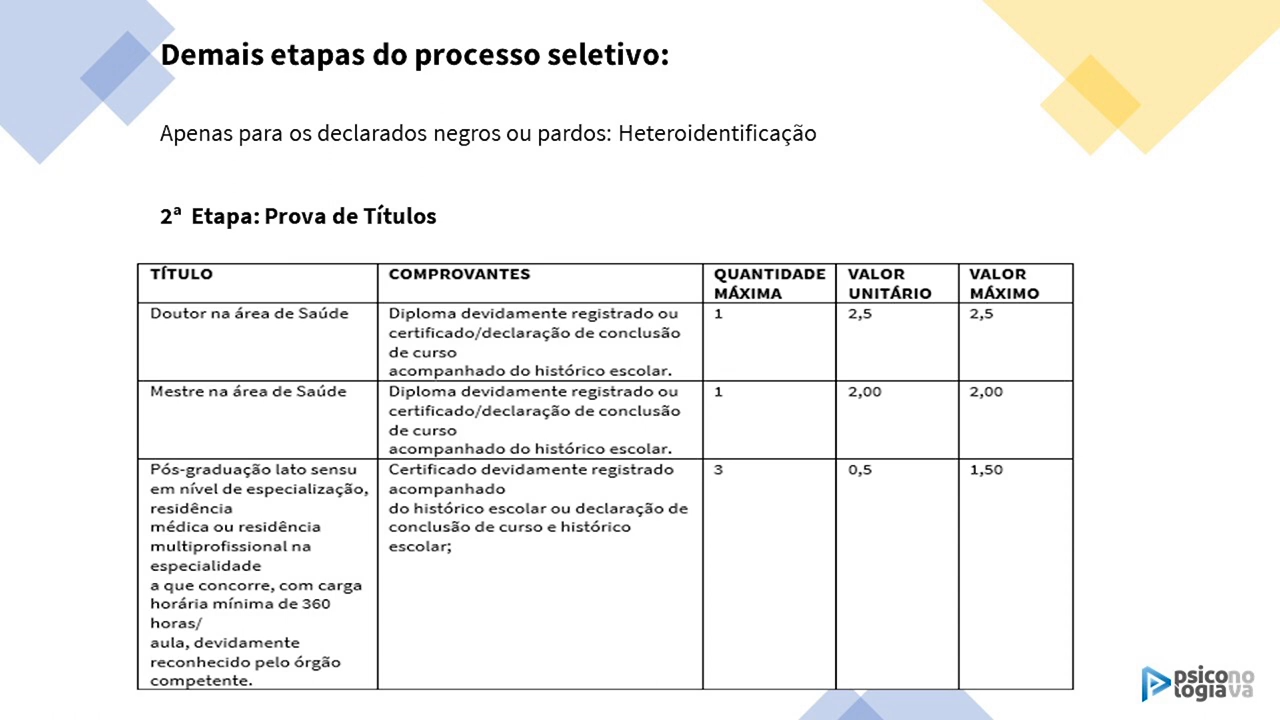 Demais etapas do processo seletivo:
Apenas para os declarados negros ou pardos: Heteroidentificação
2ª Etapa: Prova de Títulos
TÍTULO
COMPROVANTES
QUANTIDADE
MÁXIMA
VALOR
UNITÁRIO
VALOR
MÁXIMO
Doutor na área de Saúde
Diploma devidamente registrado ou
certificado/declaração de conclusão
de curso
acompanhado do histórico escolar.
1
2,5
2,5
Mestre na área de Saúde
Diploma devidamente registrado ou
certificado/declaração de conclusão
de curso
acompanhado do histórico escolar.
1
2,00
2,00
Pós-graduação lato sensu
em nível de especialização,
residência
médica ou residência
multiprofissional na
especialidade
a que concorre, com carga
horária mínima de 360
horas/
aula, devidamente
reconhecido pelo órgão
competente.
Certificado devidamente registrado
acompanhado
do histórico escolar ou declaração de
conclusão de curso e histórico
escolar;
3
0,5
1,50
psicono
logiava